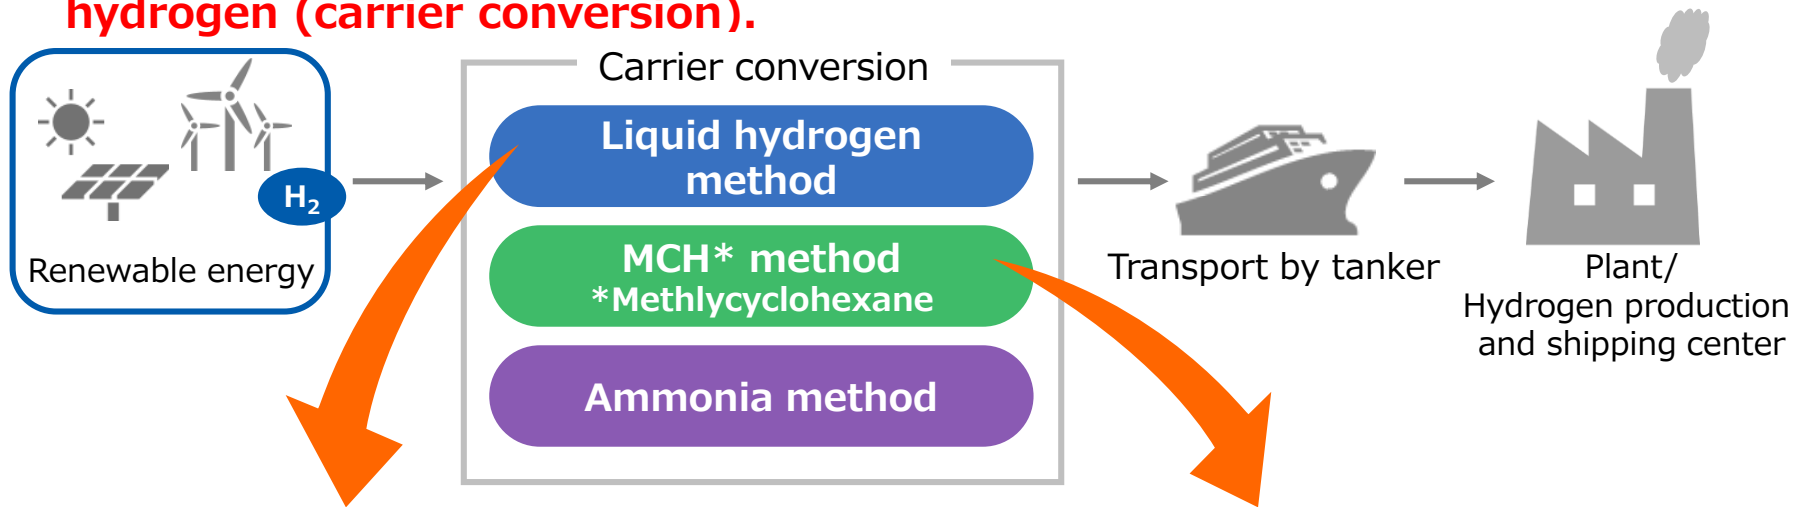 hydrogen (carrier conversion).
Carrier conversion
Liquid hydrogen
method
MCH* method
*Methlycyclohexane
Ammonia method
H₂
Renewable energy
Transport by tanker
Plant/
Hydrogen production
and shipping center